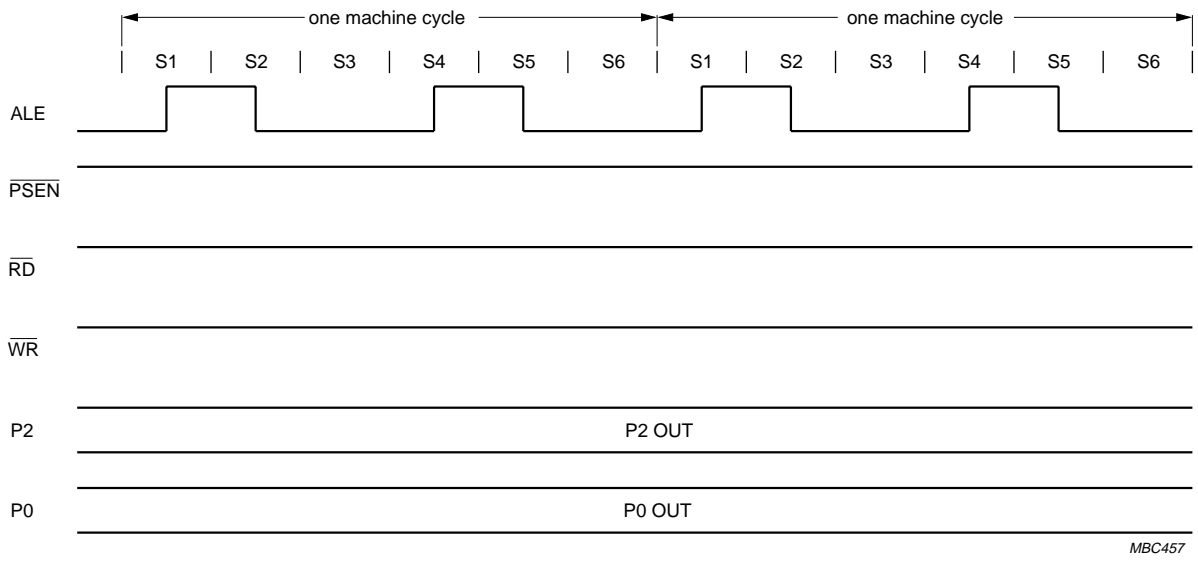 one machine cycle one machine cycle
S1 S2 S3 S4 S5 S6 S1 S2 S3 S4 S5 S6
ALE
PSEN
RD
WR
P2 P2 OUT
P0 P0 OUT
MBC457